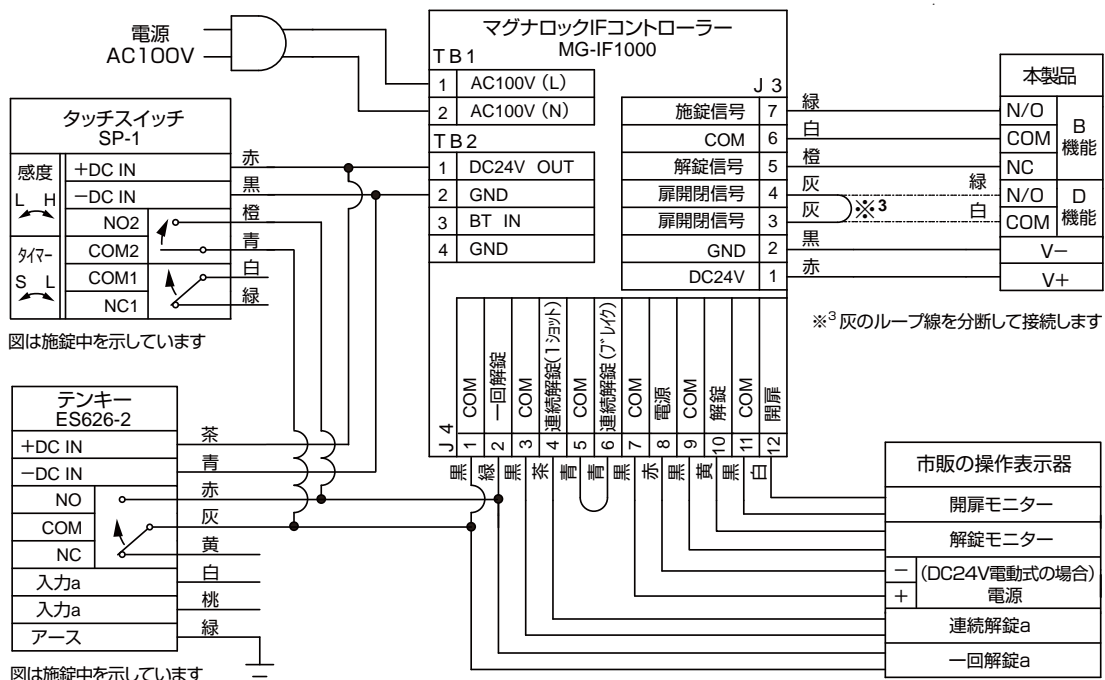 電源
AC100V
マグナロックIFコントローラー
MG-IF1000
TB1
1 AC100V (L)
2 AC100V (N)
TB2
1 DC24V OUT
2 GND
3 BT IN
4 GND
J3
施錠信号 7 緑
COM 6 白
解錠信号 5 橙
扉開閉信号 4 灰
扉開閉信号 3 灰
GND 2 黒
DC24V 1 赤
※3
緑
白
本製品
N/O
COM
NC
B機能
N/O
COM
D機能
V−
V+
※3 灰のループ線を分断して接続します
タッチスイッチ
SP-1
感度
L H
タイマー
S L
+DC IN 赤
−DC IN 黒
NO2 橙
COM2 青
COM1 白
NC1 緑
図は施錠中を示しています
テンキー
ES626-2
+DC IN 茶
−DC IN 青
NO 赤
COM 灰
NC 黄
入力a 白
入力a 桃
アース 緑
図は施錠中を示しています
J4
1 COM 黒
2 一回解錠 緑
3 COM 黒
4 連続解錠(1ショット) 茶
5 COM 青
6 連続解錠(ブレイク) 青
7 COM 黒
8 電源 赤
9 COM 黒
10 解錠 黄
11 COM 黒
12 開扉 白
市販の操作表示器
開扉モニター
解錠モニター
− (DC24V電動式の場合)
+ 電源
連続解錠a
一回解錠a